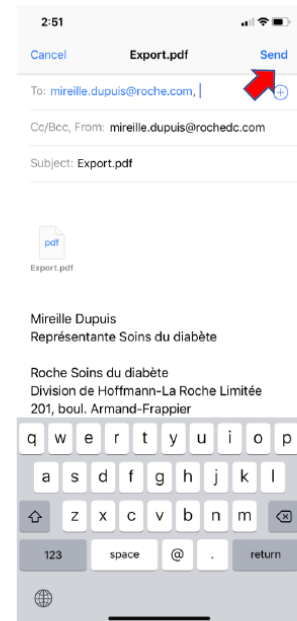 2:51
Cancel Export.pdf Send
To: mireille.dupuis@roche.com,
Cc/Bcc, From: mireille.dupuis@rochedc.com
Subject: Export.pdf
pdf
Export.pdf
Mireille Dupuis
Représentante Soins du diabète
Roche Soins du diabète
Division de Hoffmann-La Roche Limitée
201, boul. Armand-Frappier
q w e r t y u i o p
a s d f g h j k l
z x c v b n m
123 space @ . return